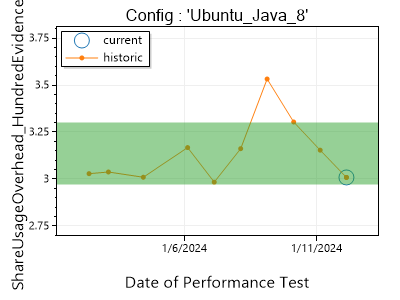 Config : 'Ubuntu_Java_8'
ShareUsageOverhead_HundredEvidence
current
historic
3.75
3.5
3.25
3
2.75
1/6/2024
1/11/2024
Date of Performance Test